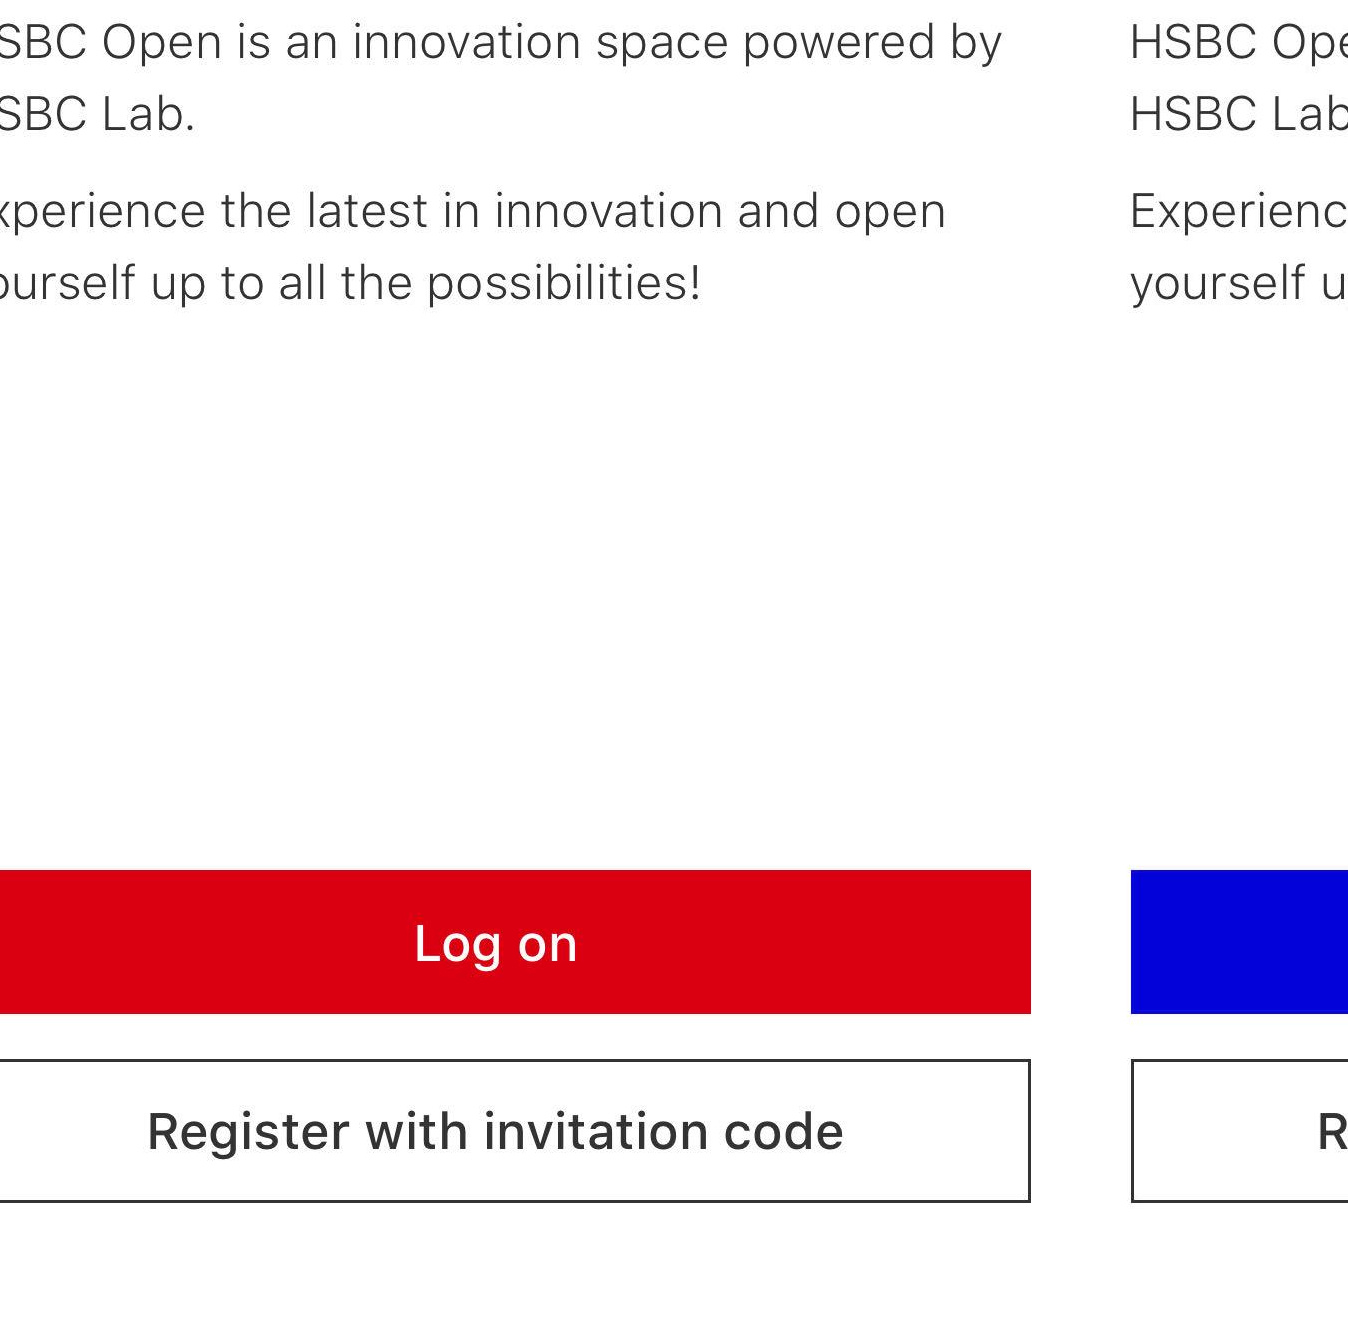 SBC Open is an innovation space powered by
SBC Lab.
xperience the latest in innovation and open
ourself up to all the possibilities!
Log on
Register with invitation code
HSBC Ope
HSBC Lab
Experienc
yourself u
R